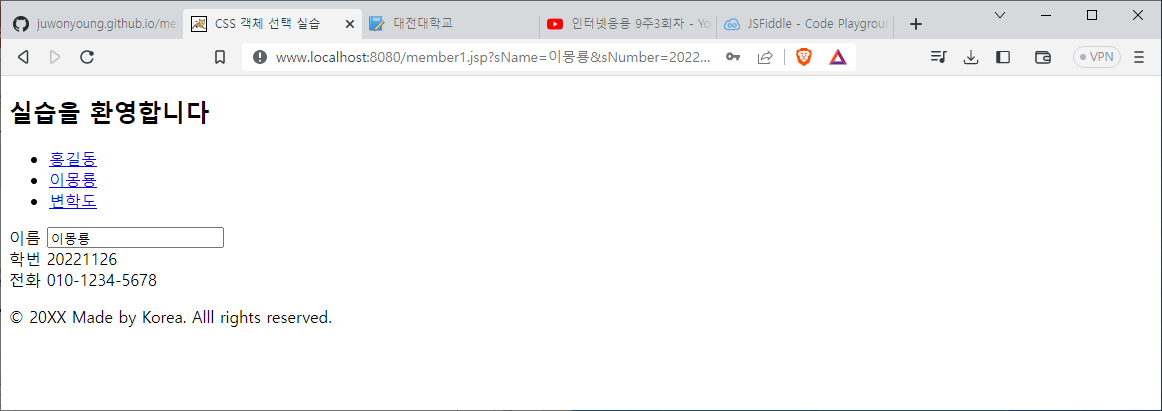 juwonyoung.github.io/me
CSS 객체 선택 실습
대전대학교
인터넷응용 9주3회차 - Yo
JSFiddle - Code Playgroun
www.localhost:8080/member1.jsp?sName=이몽룡&sNumber=2022...
VPN
실습을 환영합니다
홍길동
이몽룡
변학도
이름 이몽룡
학번 20221126
전화 010-1234-5678
© 20XX Made by Korea. Alll rights reserved.